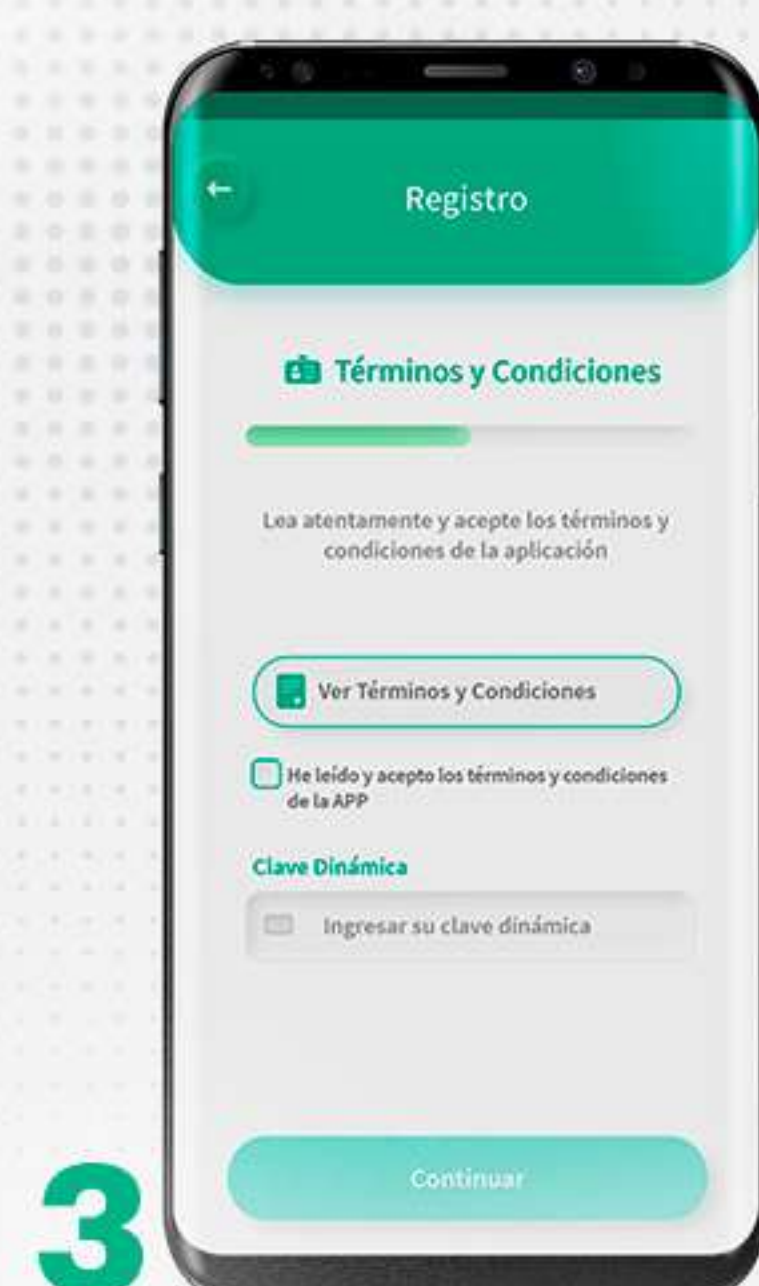 Registro
Términos y Condiciones
Lea atentamente y acepte los términos y
condiciones de la aplicación
Ver Términos y Condiciones
He leído y acepto los términos y condiciones
de la APP
Clave Dinámica
Ingresar su clave dinámica
Continuar
3